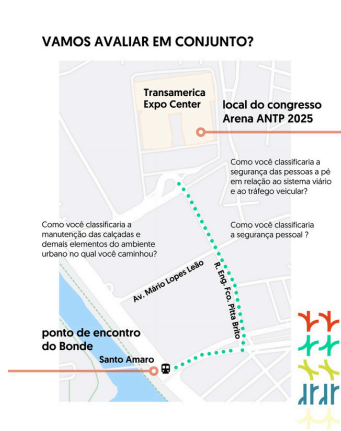 VAMOS AVALIAR EM CONJUNTO?
Transamerica
Expo Center
local do congresso
Arena ANTP 2025
Como você classificaria a
segurança das pessoas a pé
em relação ao sistema viário
e ao tráfego veicular?
Como você classificaria a
manutenção das calçadas e
demais elementos do ambiente
urbano no qual você caminhou?
Como você classificaria
a segurança pessoal ?
Av. Mário Lopes Leão
R. Eng. Fco. Pitta Brito
ponto de encontro
do Bonde
Santo Amaro